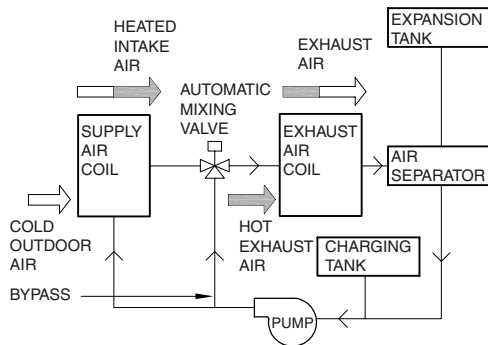 HEATED
INTAKE
AIR
EXHAUST
AIR
EXPANSION
TANK
AUTOMATIC
MIXING
VALVE
SUPPLY
AIR
COIL
EXHAUST
AIR
COIL
AIR
SEPARATOR
COLD
OUTDOOR
AIR
HOT
EXHAUST
AIR
CHARGING
TANK
BYPASS
PUMP